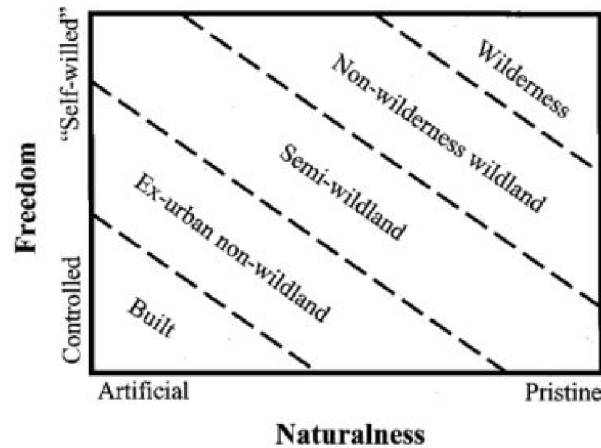 "Self-willed"
Freedom
Controlled
Wilderness
Non-wilderness wildland
Semi-wildland
Ex-urban non-wildland
Built
Artificial
Pristine
Naturalness